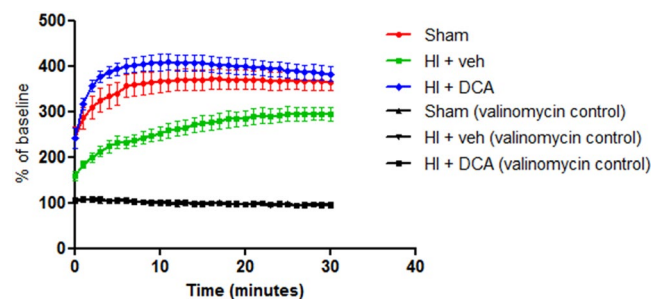 500
400
300
200
100
0
% of baseline
0
10
20
30
40
Time (minutes)
Sham
HI + veh
HI + DCA
Sham (valinomycin control)
HI + veh (valinomycin control)
HI + DCA (valinomycin control)